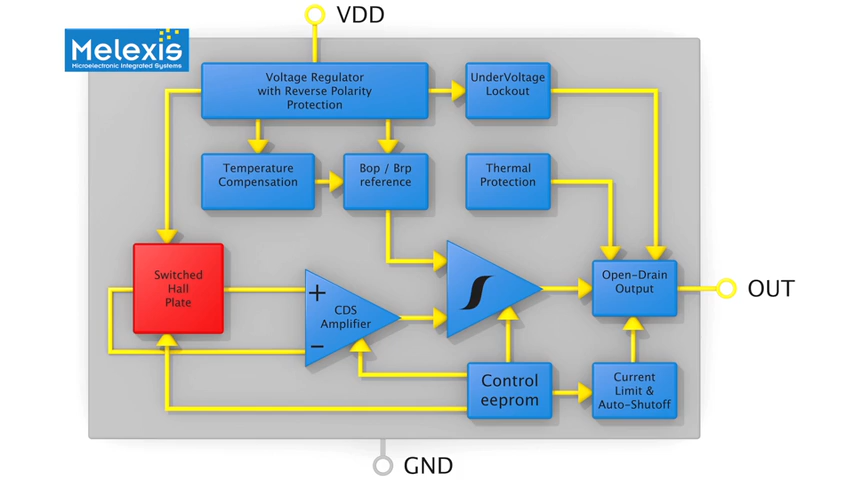 VDD
Melexis
Microelectronic Integrated Systems
Voltage Regulator
with Reverse Polarity
Protection
UnderVoltage
Lockout
Temperature
Compensation
Bop / Brp
reference
Thermal
Protection
Switched
Hall
Plate
+
CDS
Amplifier
−
Open-Drain
Output
OUT
Control
eeprom
Current
Limit &
Auto-Shutoff
GND